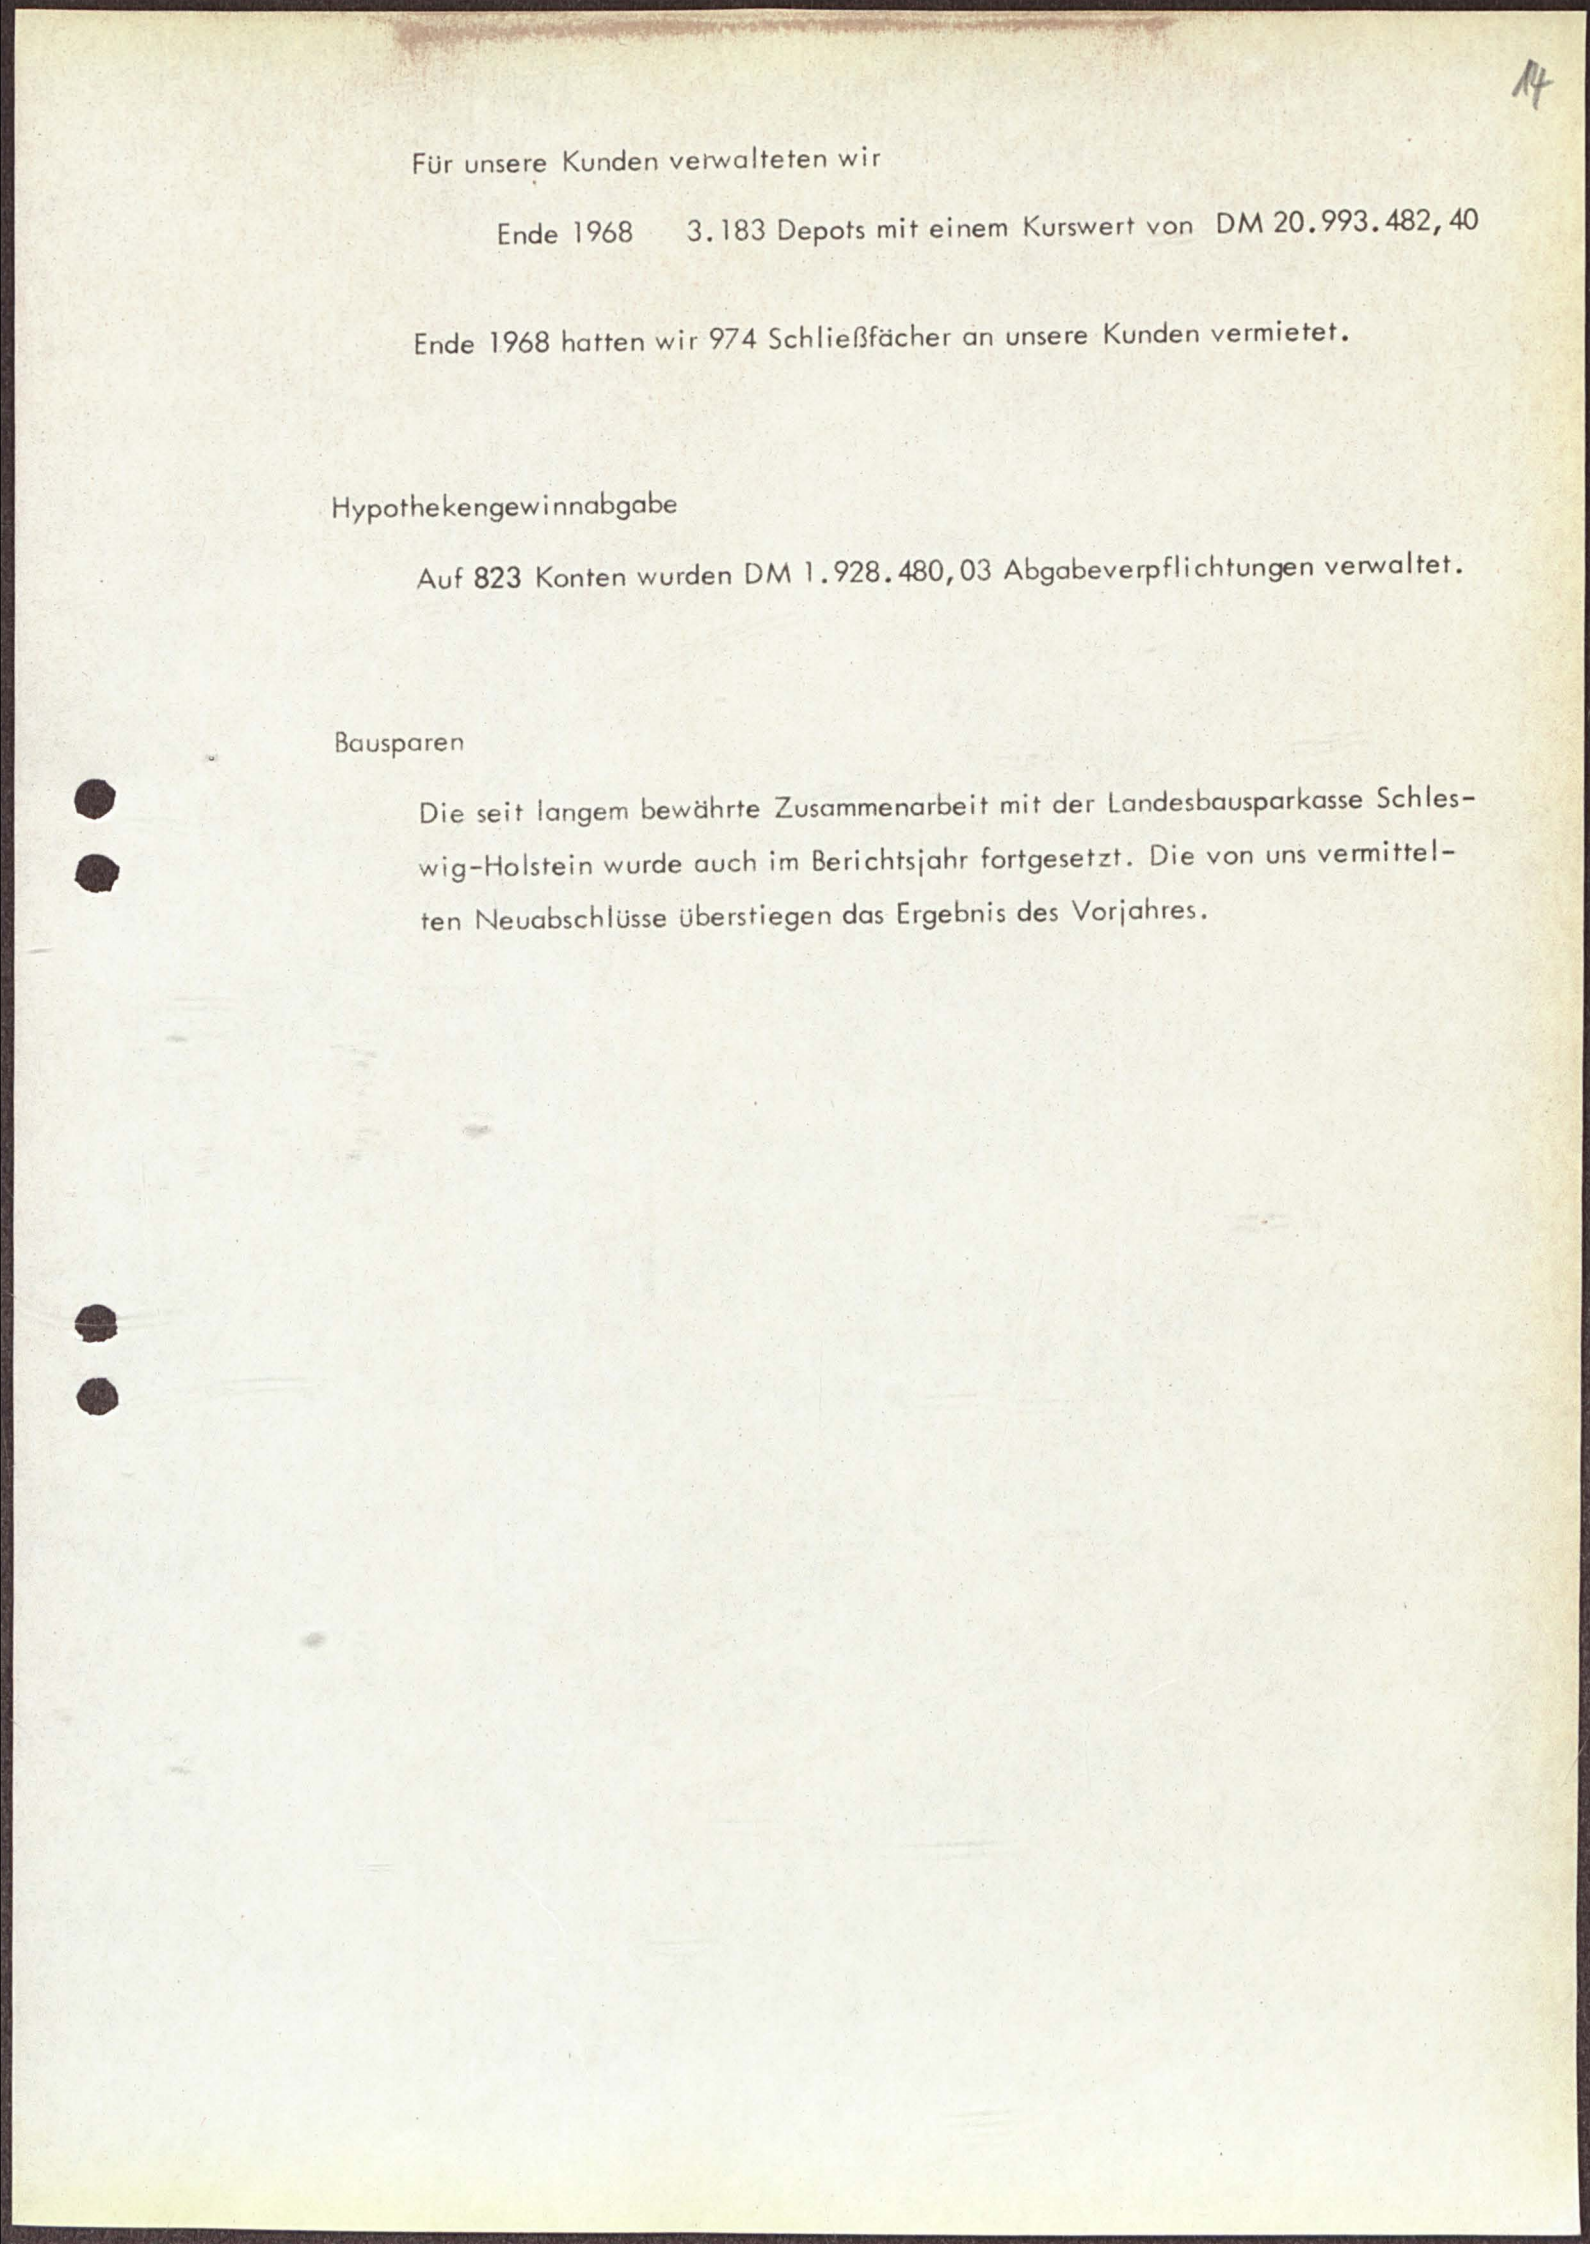 14
Für unsere Kunden verwalteten wir
Ende 1968 3.183 Depots mit einem Kurswert von DM 20.993.482,40
Ende 1968 hatten wir 974 Schließfächer an unsere Kunden vermietet.
Hypothekengewinnabgabe
Auf 823 Konten wurden DM 1.928.480,03 Abgabeverpflichtungen verwaltet.
Bausparen
Die seit langem bewährte Zusammenarbeit mit der Landesbausparkasse Schles-
wig-Holstein wurde auch im Berichtsjahr fortgesetzt. Die von uns vermittel-
ten Neuabschlüsse überstiegen das Ergebnis des Vorjahres.